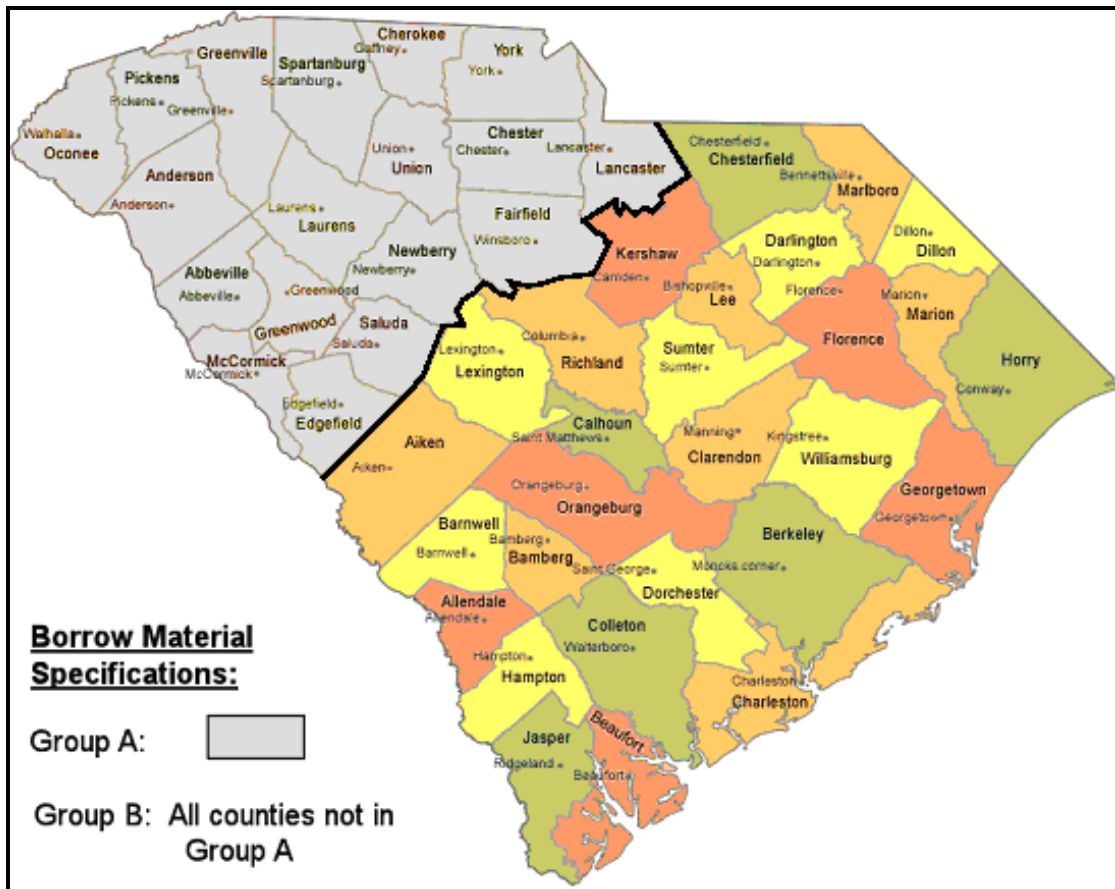 Cherokee
Gaffney
York
York
Greenville
Spartanburg
Spartanburg
Pickens
Pickens
Greenville
Walhalla
Oconee
Chester
Chester
Union
Union
Lancaster
Lancaster
Chesterfield
Chesterfield
Anderson
Anderson
Bennettsville
Marlboro
Laurens
Laurens
Fairfield
Winsboro
Newberry
Newberry
Kershaw
Camden
Darlington
Darlington
Dillon
Dillon
Abbeville
Abbeville
Greenwood
Greenwood
Bishopville
Lee
Florence
Florence
Marion
Marion
Saluda
Saluda
McCormick
McCormick
Columbia
Richland
Sumter
Sumter
Lexington
Lexington
Horry
Conway
Edgefield
Edgefield
Calhoun
Saint Matthews
Manning
Clarendon
Kingstree
Williamsburg
Aiken
Aiken
Orangeburg
Orangeburg
Georgetown
Georgetown
Barnwell
Barnwell
Bamberg
Bamberg
Saint George
Dorchester
Berkeley
Moncks corner
Allendale
Allendale
Colleton
Walterboro
Hampton
Hampton
Charleston
Charleston
Jasper
Ridgeland
Beaufort
Beaufort
Borrow Material
Specifications:
Group A:
Group B: All counties not in
Group A